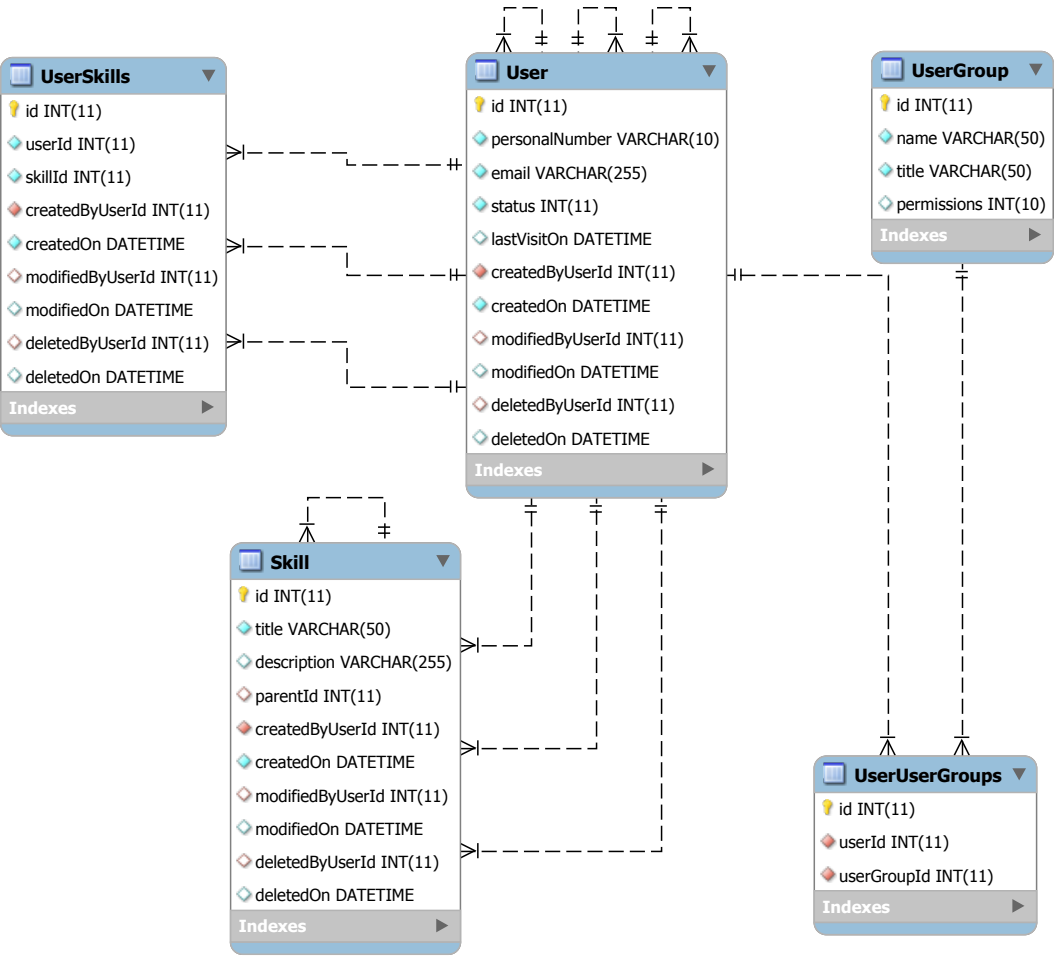 UserSkills
id INT(11)
userId INT(11)
skillId INT(11)
createdByUserId INT(11)
createdOn DATETIME
modifiedByUserId INT(11)
modifiedOn DATETIME
deletedByUserId INT(11)
deletedOn DATETIME
Indexes
User
id INT(11)
personalNumber VARCHAR(10)
email VARCHAR(255)
status INT(11)
lastVisitOn DATETIME
createdByUserId INT(11)
createdOn DATETIME
modifiedByUserId INT(11)
modifiedOn DATETIME
deletedByUserId INT(11)
deletedOn DATETIME
Indexes
UserGroup
id INT(11)
name VARCHAR(50)
title VARCHAR(50)
permissions INT(10)
Indexes
Skill
id INT(11)
title VARCHAR(50)
description VARCHAR(255)
parentId INT(11)
createdByUserId INT(11)
createdOn DATETIME
modifiedByUserId INT(11)
modifiedOn DATETIME
deletedByUserId INT(11)
deletedOn DATETIME
Indexes
UserUserGroups
id INT(11)
userId INT(11)
userGroupId INT(11)
Indexes